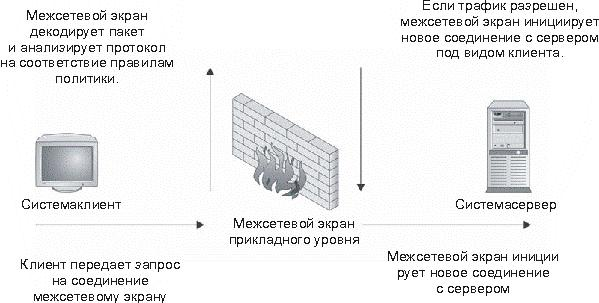 Межсетевой экран
декодирует пакет
и анализирует протокол
на соответствие правилам
политики.
Если трафик разрешен,
межсетевой экран инициирует
новое соединение с сервером
под видом клиента.
Системаклиент
Межсетевой экран
прикладного уровня
Системасервер
Клиент передает запрос
на соединение
межсетевому экрану
Межсетевой экран иници
рует новое соединение
с сервером